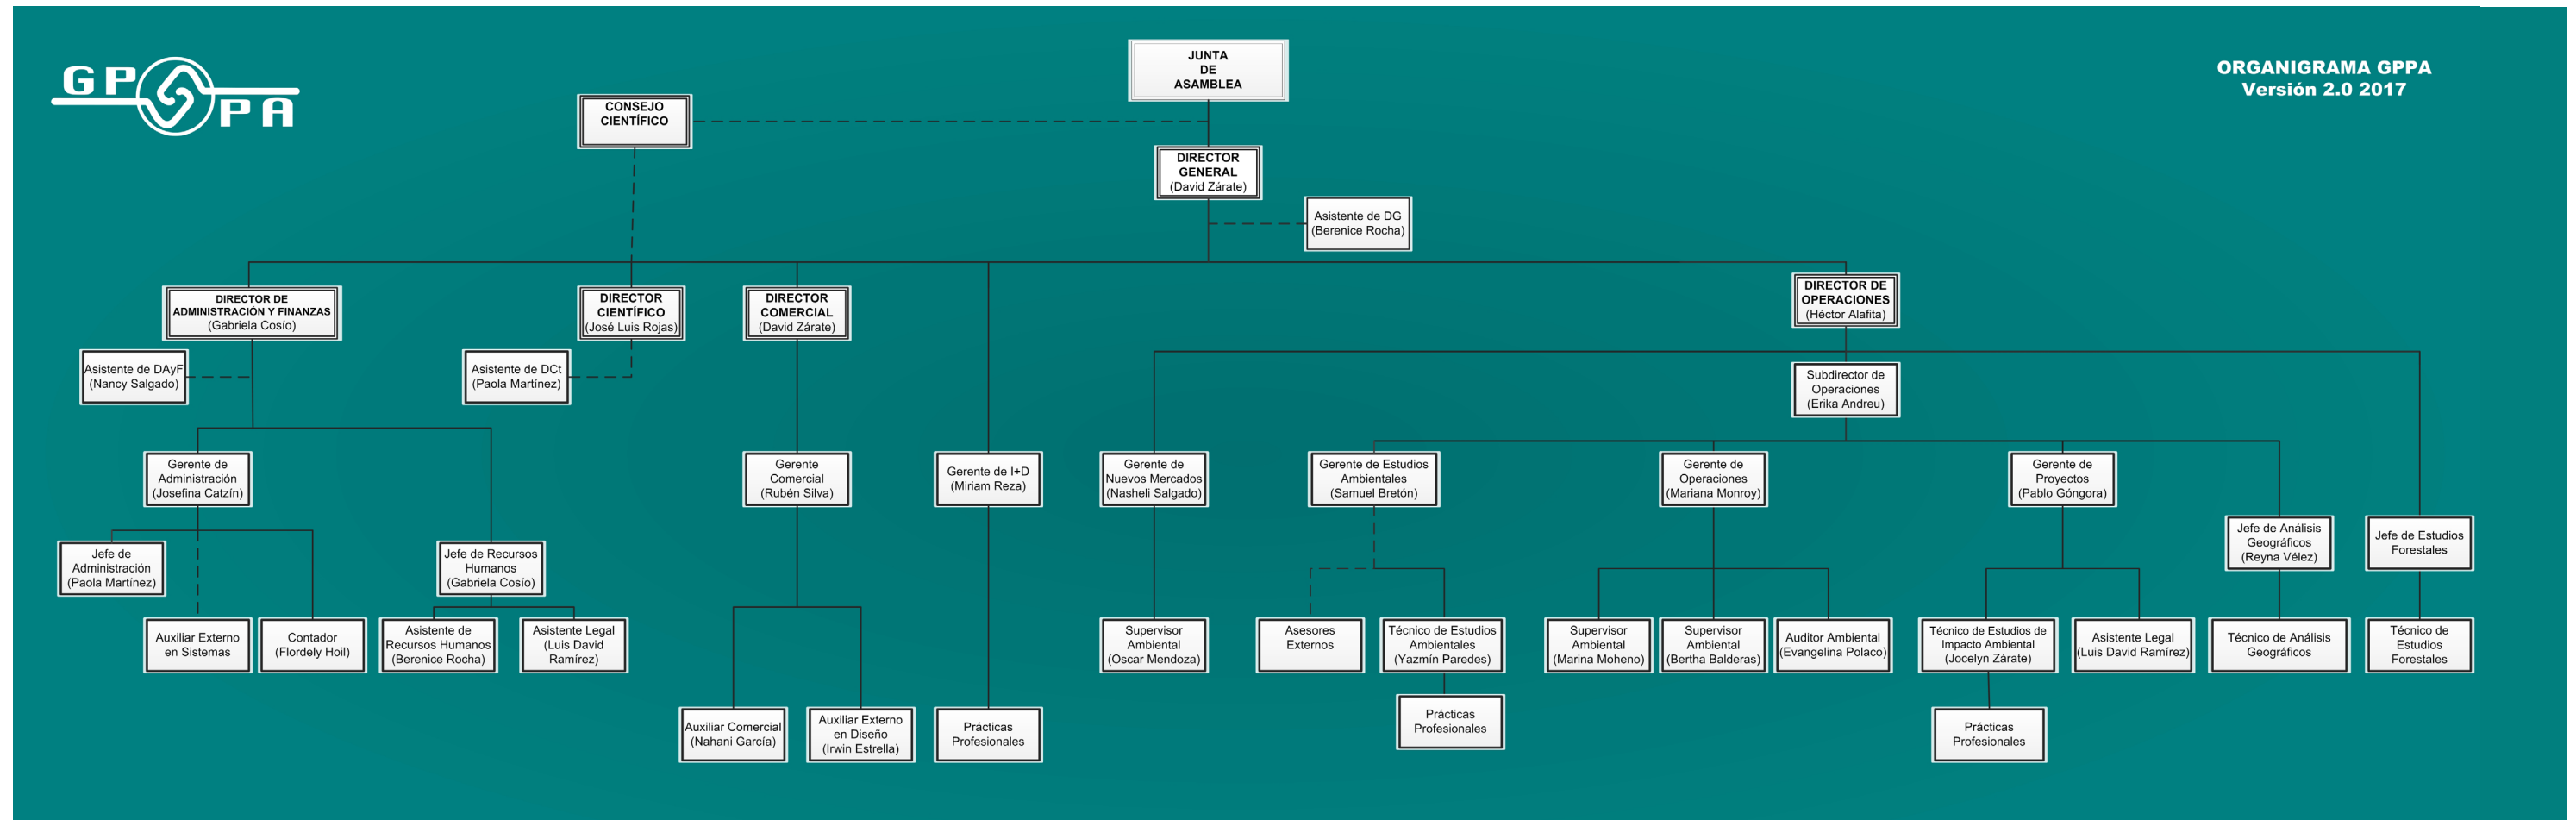 GPPA
ORGANIGRAMA GPPA
Versión 2.0 2017
JUNTA
DE
ASAMBLEA
CONSEJO
CIENTÍFICO
DIRECTOR
GENERAL
(David Zárate)
Asistente de DG
(Berenice Rocha)
DIRECTOR DE
ADMINISTRACIÓN Y FINANZAS
(Gabriela Cosío)
DIRECTOR
CIENTÍFICO
(José Luis Rojas)
DIRECTOR
COMERCIAL
(David Zárate)
DIRECTOR DE
OPERACIONES
(Héctor Alafita)
Asistente de DAyF
(Nancy Salgado)
Asistente de DCt
(Paola Martínez)
Subdirector de
Operaciones
(Erika Andreu)
Gerente de
Administración
(Josefina Catzín)
Gerente
Comercial
(Rubén Silva)
Gerente de I+D
(Miriam Reza)
Gerente de
Nuevos Mercados
(Nasheli Salgado)
Gerente de Estudios
Ambientales
(Samuel Bretón)
Gerente de
Operaciones
(Mariana Monroy)
Gerente de
Proyectos
(Pablo Góngora)
Jefe de Análisis
Geográficos
(Reyna Vélez)
Jefe de Estudios
Forestales
Jefe de
Administración
(Paola Martínez)
Jefe de Recursos
Humanos
(Gabriela Cosío)
Auxiliar Externo
en Sistemas
Contador
(Flordely Hoil)
Asistente de
Recursos Humanos
(Berenice Rocha)
Asistente Legal
(Luis David
Ramírez)
Supervisor
Ambiental
(Oscar Mendoza)
Asesores
Externos
Técnico de Estudios
Ambientales
(Yazmín Paredes)
Supervisor
Ambiental
(Marina Moheno)
Supervisor
Ambiental
(Bertha Balderas)
Auditor Ambiental
(Evangelina Polaco)
Técnico de Estudios de
Impacto Ambiental
(Jocelyn Zárate)
Asistente Legal
(Luis David Ramírez)
Técnico de Análisis
Geográficos
Técnico de
Estudios
Forestales
Auxiliar Comercial
(Nahani García)
Auxiliar Externo
en Diseño
(Irwin Estrella)
Prácticas
Profesionales
Prácticas
Profesionales
Prácticas
Profesionales